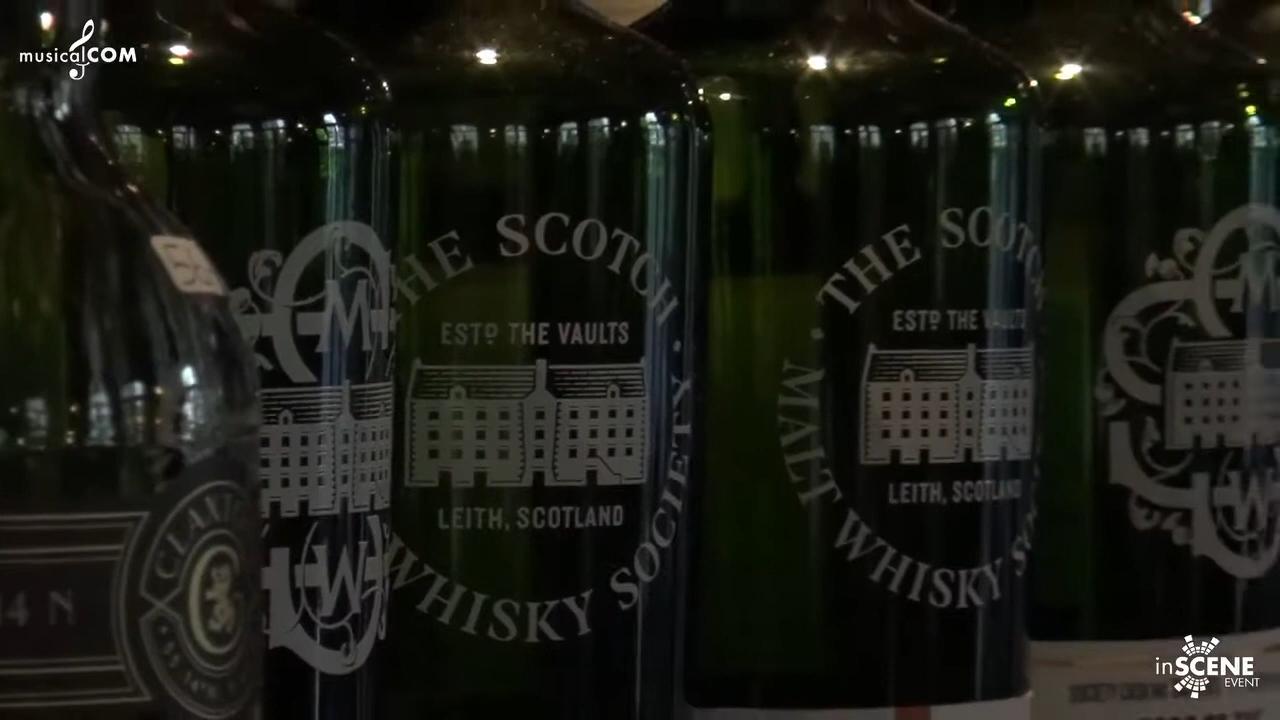 musicalCOM
THE SCOTCH
ESTD THE VAULTS
LEITH, SCOTLAND
WHISKY SOCIETY
THE SCOTCH
ESTD THE VAULTS
LEITH, SCOTLAND
MALT WHISKY
M
W
M
W
14 N
inSCENE
EVENT